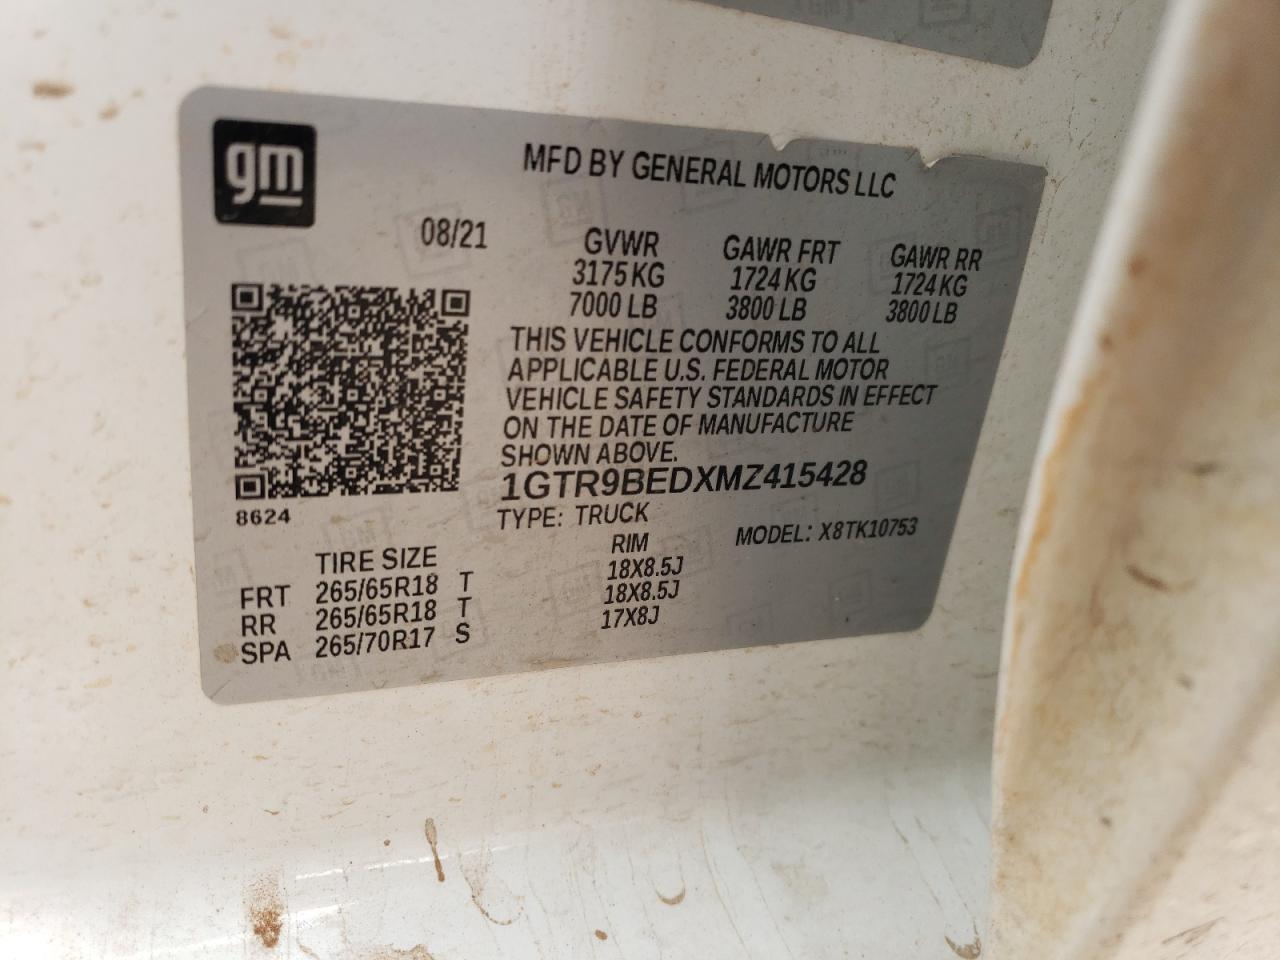 gm
MFD BY GENERAL MOTORS LLC
08/21
GVWR GAWR FRT GAWR RR
3175 KG 1724 KG 1724 KG
7000 LB 3800 LB 3800 LB
THIS VEHICLE CONFORMS TO ALL
APPLICABLE U.S. FEDERAL MOTOR
VEHICLE SAFETY STANDARDS IN EFFECT
ON THE DATE OF MANUFACTURE
SHOWN ABOVE.
1GTR9BEDXMZ415428
8624
TYPE: TRUCK
MODEL: X8TK10753
TIRE SIZE RIM
FRT 265/65R18 T 18X8.5J
RR 265/65R18 T 18X8.5J
SPA 265/70R17 S 17X8J